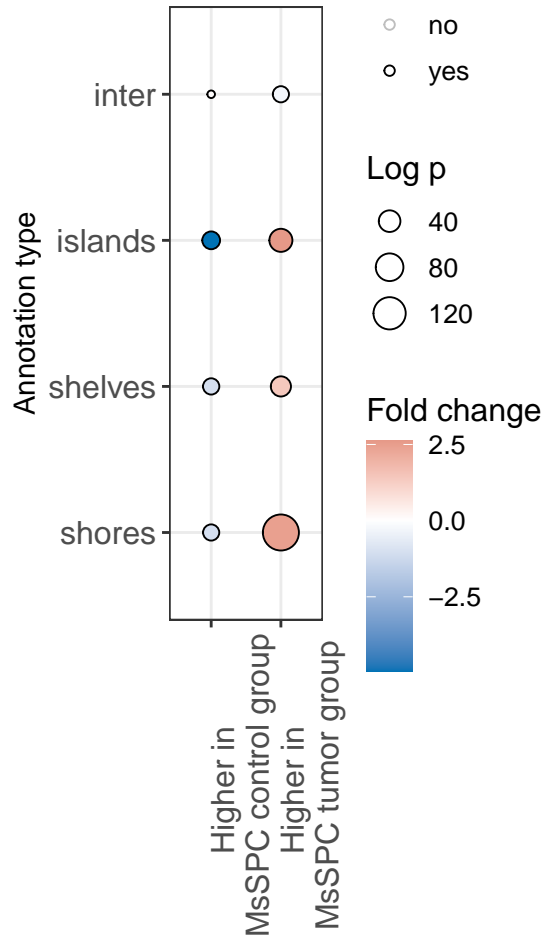 no
yes
Log p
40
80
120
Fold change
2.5
0.0
−2.5
Annotation type
inter
islands
shelves
shores
Higher in
MsSPC control group
Higher in
MsSPC tumor group